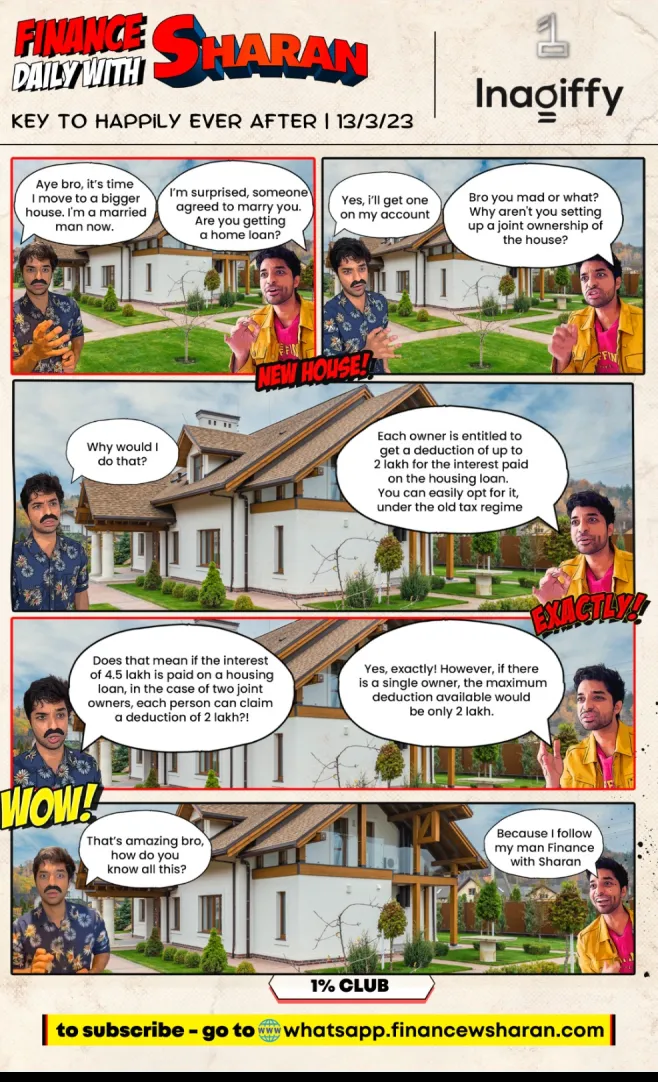 FINANCE
DAILY WITH
SHARAN
1
Inagiffy
KEY TO HAPPILY EVER AFTER | 13/3/23
Aye bro, it's time
I move to a bigger
house. I'm a married
man now.
I'm surprised, someone
agreed to marry you.
Are you getting
a home loan?
Yes, i'll get one
on my account
Bro you mad or what?
Why aren't you setting
up a joint ownership of
the house?
NEW HOUSE!
Why would I
do that?
Each owner is entitled to
get a deduction of up to
2 lakh for the interest paid
on the housing loan.
You can easily opt for it,
under the old tax regime
EXACTLY!
Does that mean if the interest
of 4.5 lakh is paid on a housing
loan, in the case of two joint
owners, each person can claim
a deduction of 2 lakh?!
Yes, exactly! However, if there
is a single owner, the maximum
deduction available would
be only 2 lakh.
WOW!
That's amazing bro,
how do you
know all this?
Because I follow
my man Finance
with Sharan
1% CLUB
to subscribe - go to www whatsapp.financewsharan.com